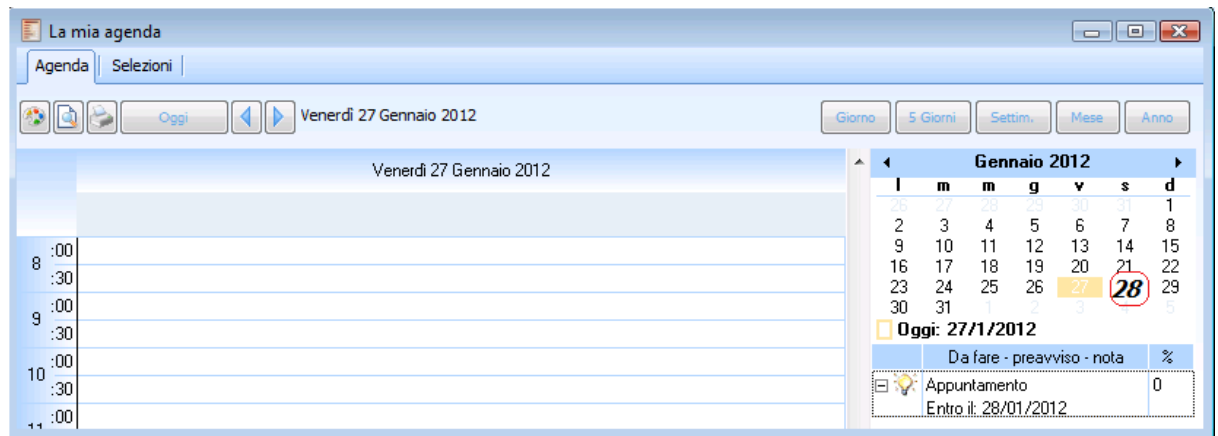 La mia agenda
Agenda Selezioni
Oggi Venerdì 27 Gennaio 2012 Giorno 5 Giorni Settim. Mese Anno
Venerdì 27 Gennaio 2012
Gennaio 2012
l m m g v s d
26 27 28 29 30 31 1
2 3 4 5 6 7 8
9 10 11 12 13 14 15
16 17 18 19 20 21 22
23 24 25 26 27 28 29
30 31 1 2 3 4 5
Oggi: 27/1/2012
Da fare - preavviso - nota %
Appuntamento 0
Entro il: 28/01/2012
8 :00
:30
9 :00
:30
10 :00
:30
11 :00